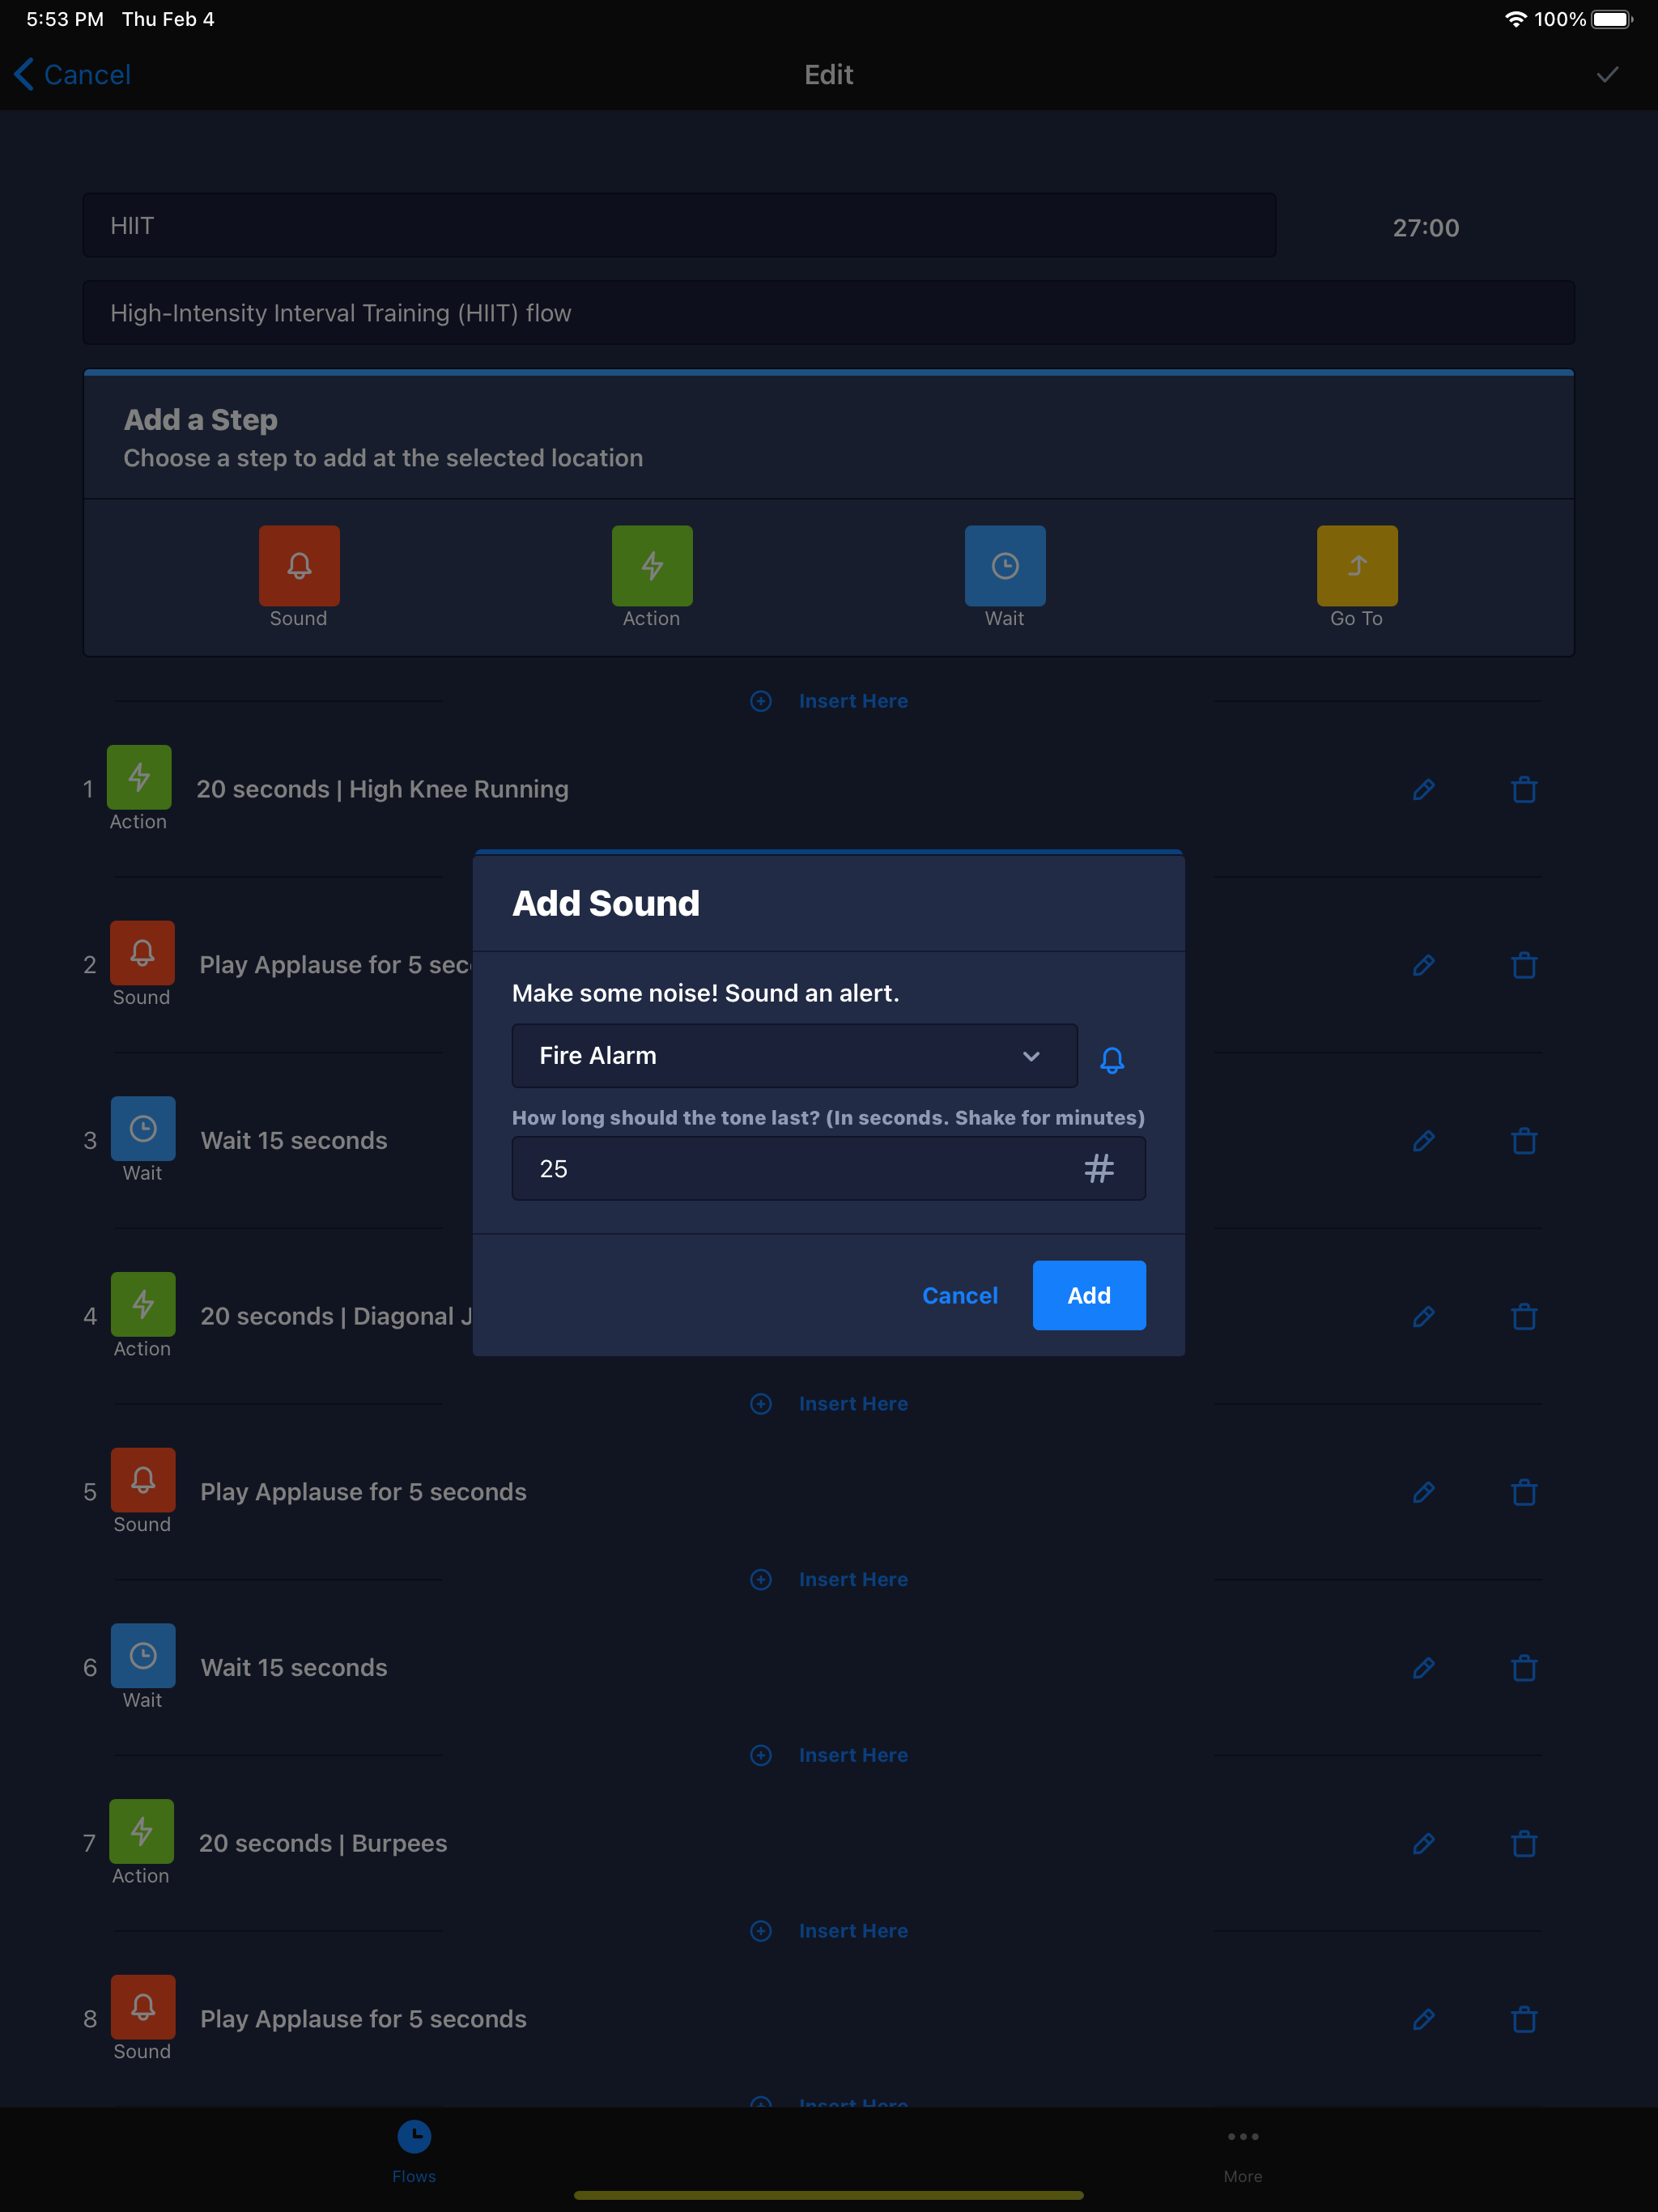 5:53 PM Thu Feb 4 100%
Cancel Edit
HIIT 27:00
High-Intensity Interval Training (HIIT) flow
Add a Step
Choose a step to add at the selected location
Sound Action Wait Go To
Insert Here
1 20 seconds | High Knee Running
Action
Add Sound
2 Play Applause for 5 sec
Sound
Make some noise! Sound an alert.
Fire Alarm
How long should the tone last? (In seconds. Shake for minutes)
3 Wait 15 seconds
Wait
25 #
Cancel Add
4 20 seconds | Diagonal J
Action
Insert Here
5 Play Applause for 5 seconds
Sound
Insert Here
6 Wait 15 seconds
Wait
Insert Here
7 20 seconds | Burpees
Action
Insert Here
8 Play Applause for 5 seconds
Sound
Insert Here
Flows More